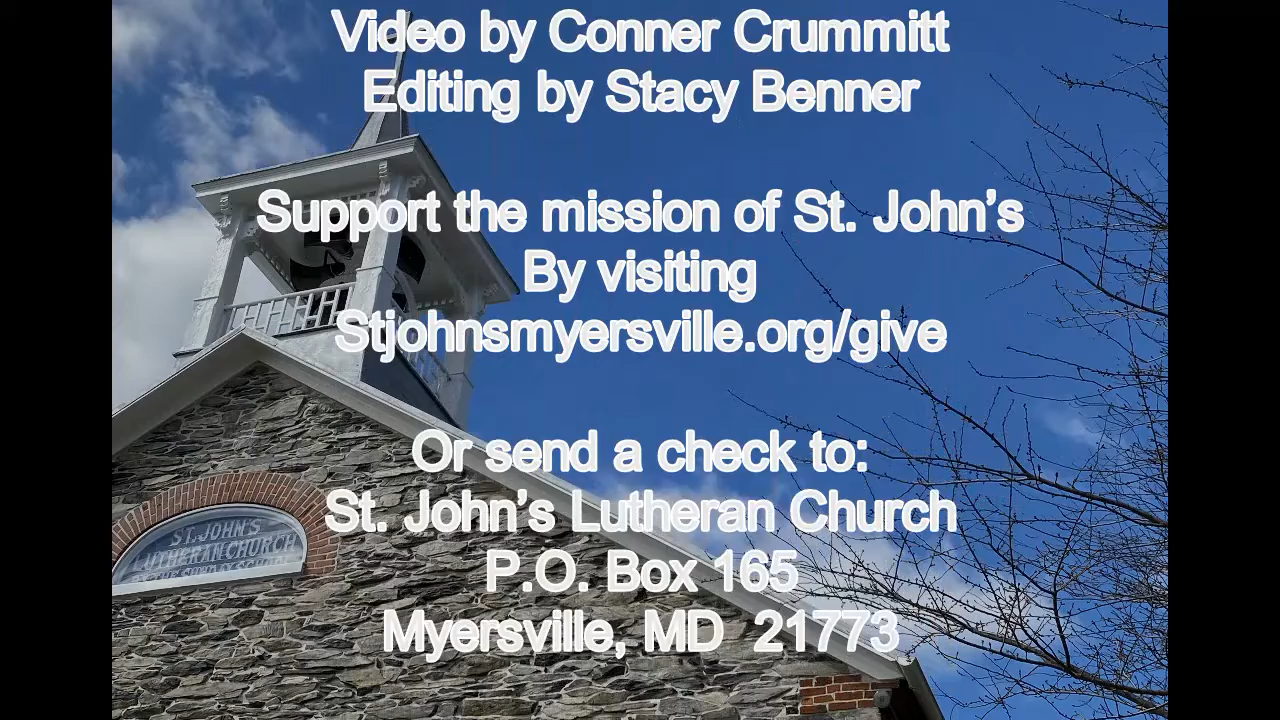 Video by Conner Crummitt
Editing by Stacy Benner
Support the mission of St. John’s
By visiting
Stjohnsmyersville.org/give
Or send a check to:
St. John’s Lutheran Church
P.O. Box 165
Myersville, MD  21773
ST. JOHN'S
LUTHERAN CHURCH